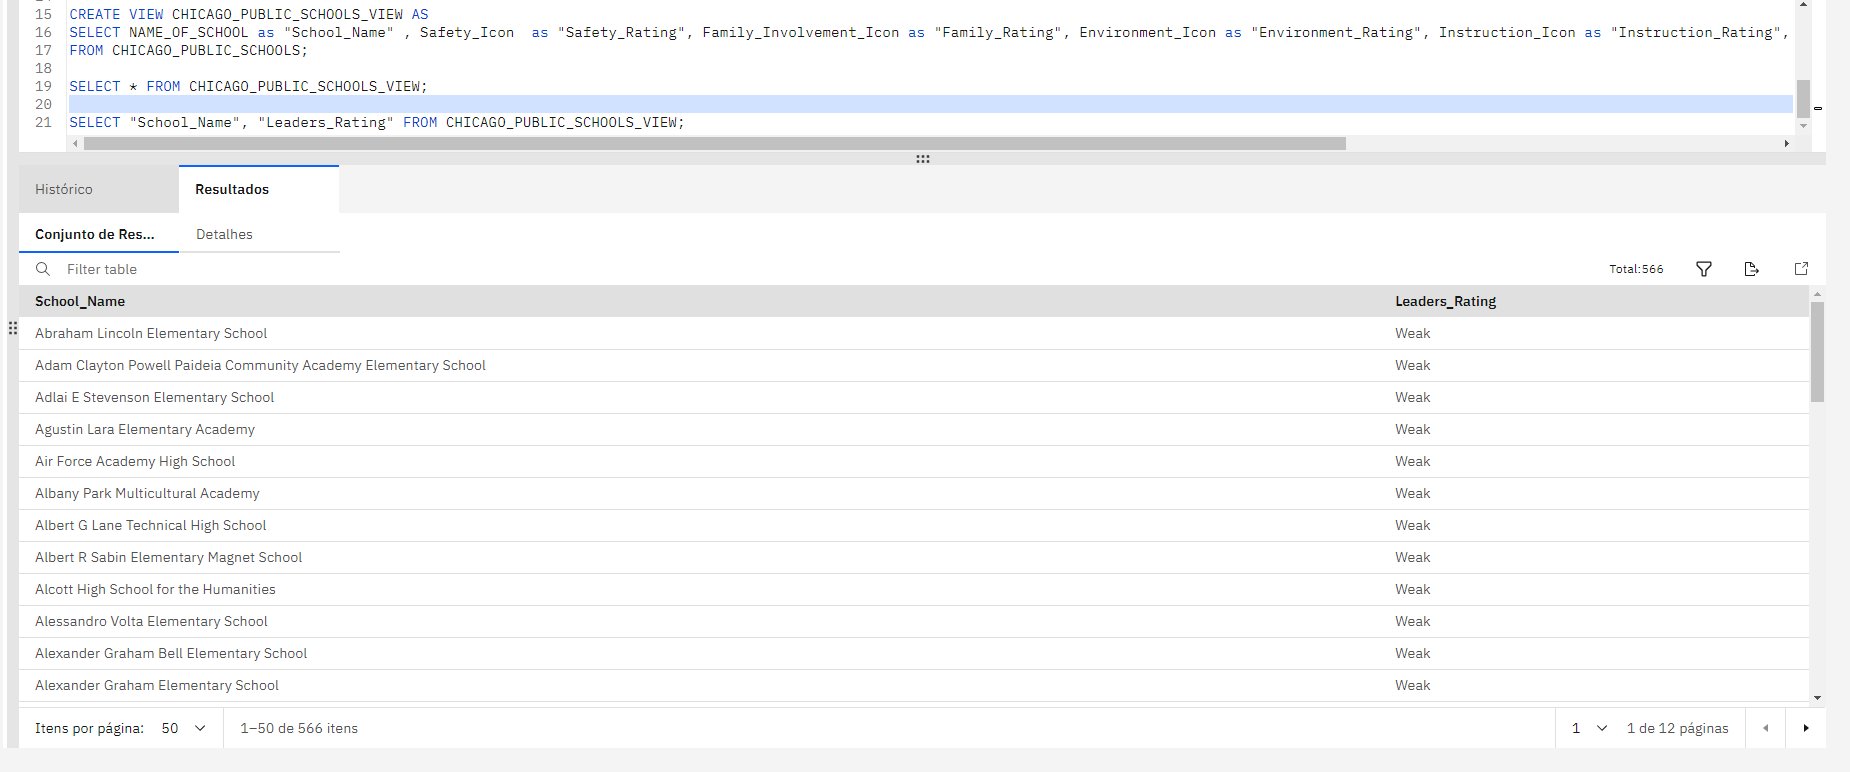 15 CREATE VIEW CHICAGO_PUBLIC_SCHOOLS_VIEW AS
16 SELECT NAME_OF_SCHOOL as "School_Name" , Safety_Icon  as "Safety_Rating", Family_Involvement_Icon as "Family_Rating", Environment_Icon as "Environment_Rating", Instruction_Icon as "Instruction_Rating",
17 FROM CHICAGO_PUBLIC_SCHOOLS;
18
19 SELECT * FROM CHICAGO_PUBLIC_SCHOOLS_VIEW;
20
21 SELECT "School_Name", "Leaders_Rating" FROM CHICAGO_PUBLIC_SCHOOLS_VIEW;
Histórico Resultados
Conjunto de Res... Detalhes
Filter table Total:566
School_Name Leaders_Rating
Abraham Lincoln Elementary School Weak
Adam Clayton Powell Paideia Community Academy Elementary School Weak
Adlai E Stevenson Elementary School Weak
Agustin Lara Elementary Academy Weak
Air Force Academy High School Weak
Albany Park Multicultural Academy Weak
Albert G Lane Technical High School Weak
Albert R Sabin Elementary Magnet School Weak
Alcott High School for the Humanities Weak
Alessandro Volta Elementary School Weak
Alexander Graham Bell Elementary School Weak
Alexander Graham Elementary School Weak
Itens por página: 50 1–50 de 566 itens 1 1 de 12 páginas